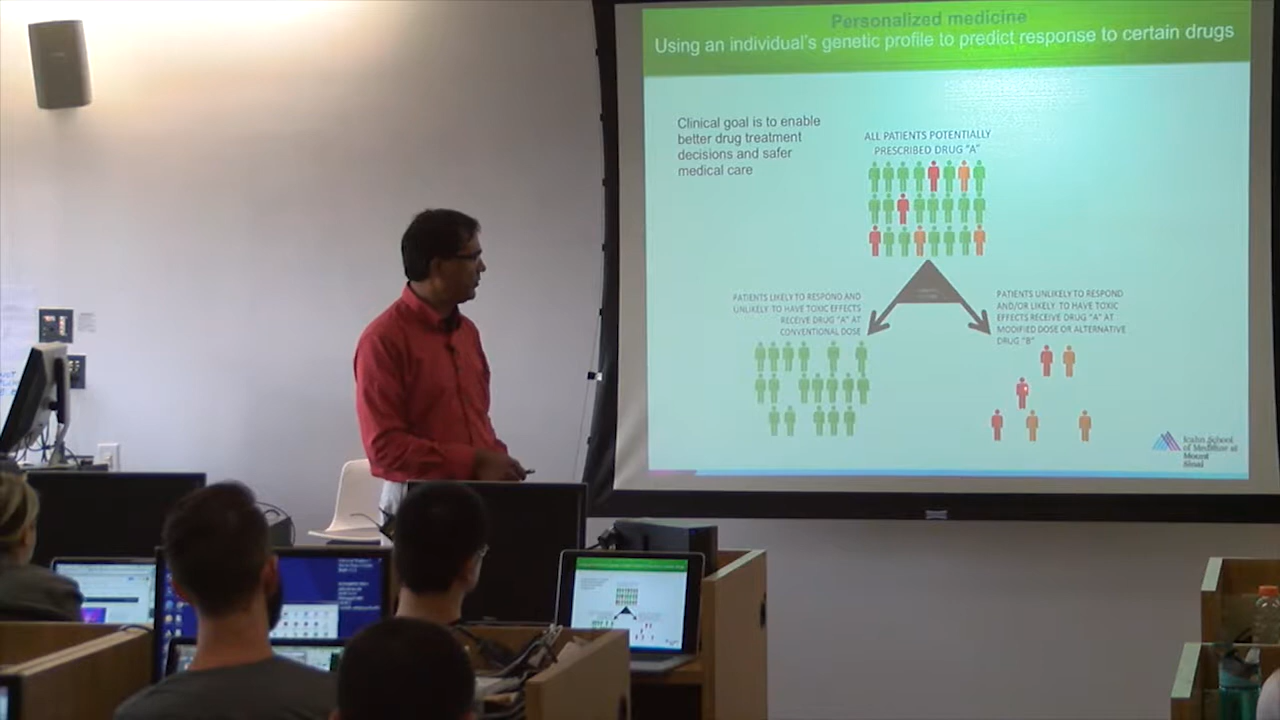 Personalized medicine
Using an individual's genetic profile to predict response to certain drugs
Clinical goal is to enable
better drug treatment
decisions and safer
medical care
ALL PATIENTS POTENTIALLY
PRESCRIBED DRUG "A"
PATIENTS LIKELY TO RESPOND AND
UNLIKELY TO HAVE TOXIC EFFECTS
RECEIVE DRUG "A" AT
CONVENTIONAL DOSE
PATIENTS UNLIKELY TO RESPOND
AND/OR LIKELY TO HAVE TOXIC
EFFECTS RECEIVE DRUG "A" AT
MODIFIED DOSE OR ALTERNATIVE
DRUG "B"
Icahn School
of Medicine at
Mount
Sinai